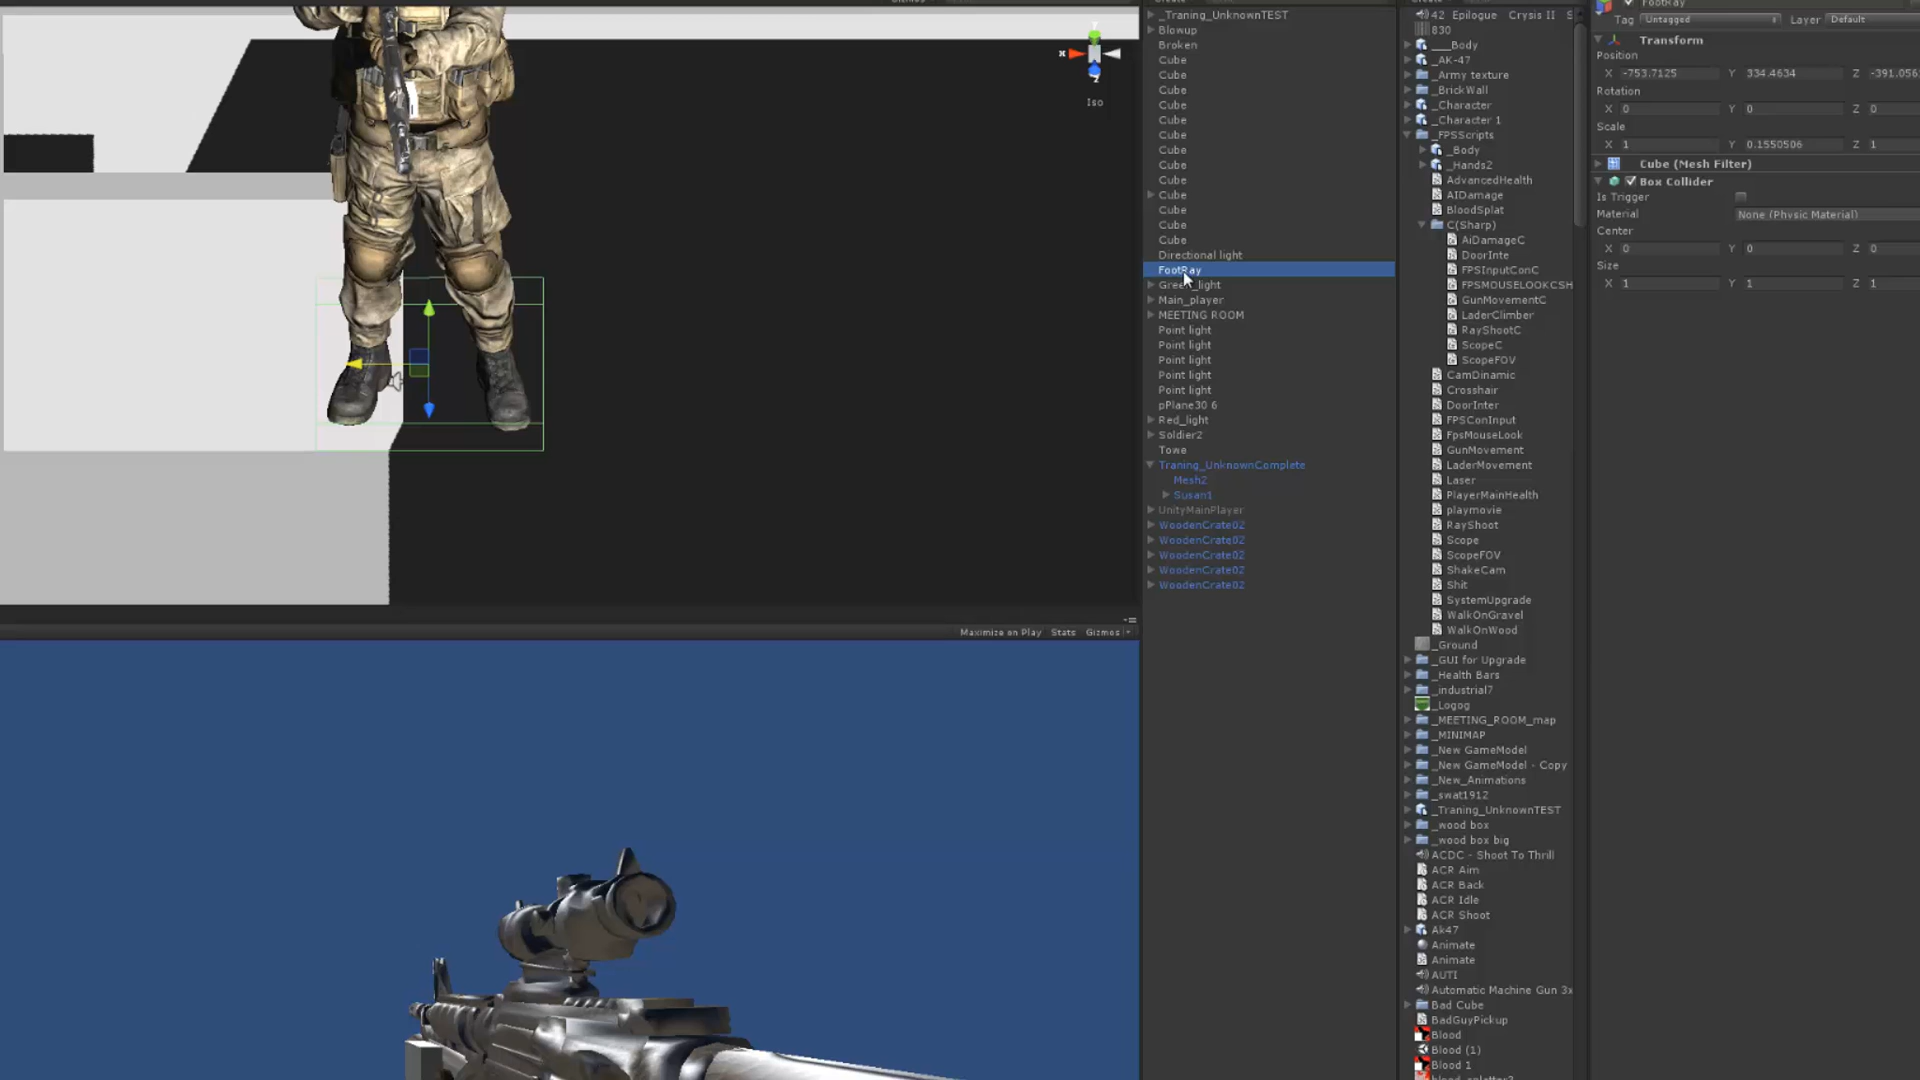 Iso
Maximize on Play Stats Gizmos
_Traning_UnknownTEST
Blowup
Broken
Cube
Cube
Cube
Cube
Cube
Cube
Cube
Cube
Cube
Cube
Cube
Cube
Cube
Directional light
FootRay
Green_light
Main_player
MEETING ROOM
Point light
Point light
Point light
Point light
Point light
pPlane30 6
Red_light
Soldier2
Towe
Traning_UnknownComplete
Mesh2
Susan1
UnityMainPlayer
WoodenCrate02
WoodenCrate02
WoodenCrate02
WoodenCrate02
WoodenCrate02
42 Epilogue Crysis II S
830
___Body
_AK-47
_Army texture
_BrickWall
_Character
_Character 1
_FPSScripts
_Body
_Hands2
AdvancedHealth
AIDamage
BloodSplat
C(Sharp)
AiDamageC
DoorInte
FPSInputConC
FPSMOUSELOOKCSH
GunMovementC
LaderClimber
RayShootC
ScopeC
ScopeFOV
CamDinamic
Crosshair
DoorInter
FPSConInput
FpsMouseLook
GunMovement
LaderMovement
Laser
PlayerMainHealth
playmovie
RayShoot
Scope
ScopeFOV
ShakeCam
Shit
SystemUpgrade
WalkOnGravel
WalkOnWood
_Ground
_GUI for Upgrade
_Health Bars
_industrial7
_Logog
_MEETING_ROOM_map
_MINIMAP
_New GameModel
_New GameModel - Copy
_New_Animations
_swat1912
_Traning_UnknownTEST
_wood box
_wood box big
ACDC - Shoot To Thrill
ACR Aim
ACR Back
ACR Idle
ACR Shoot
Ak47
Animate
Animate
AUTI
Automatic Machine Gun 3x
Bad Cube
BadGuyPickup
Blood
Blood (1)
Blood 1
FootRay
Tag Untagged Layer Default
Transform
Position
X -753.7125 Y 334.4634 Z -391.056
Rotation
X 0 Y 0 Z 0
Scale
X 1 Y 0.1550506 Z 1
Cube (Mesh Filter)
Box Collider
Is Trigger
Material None (Physic Material)
Center
X 0 Y 0 Z 0
Size
X 1 Y 1 Z 1